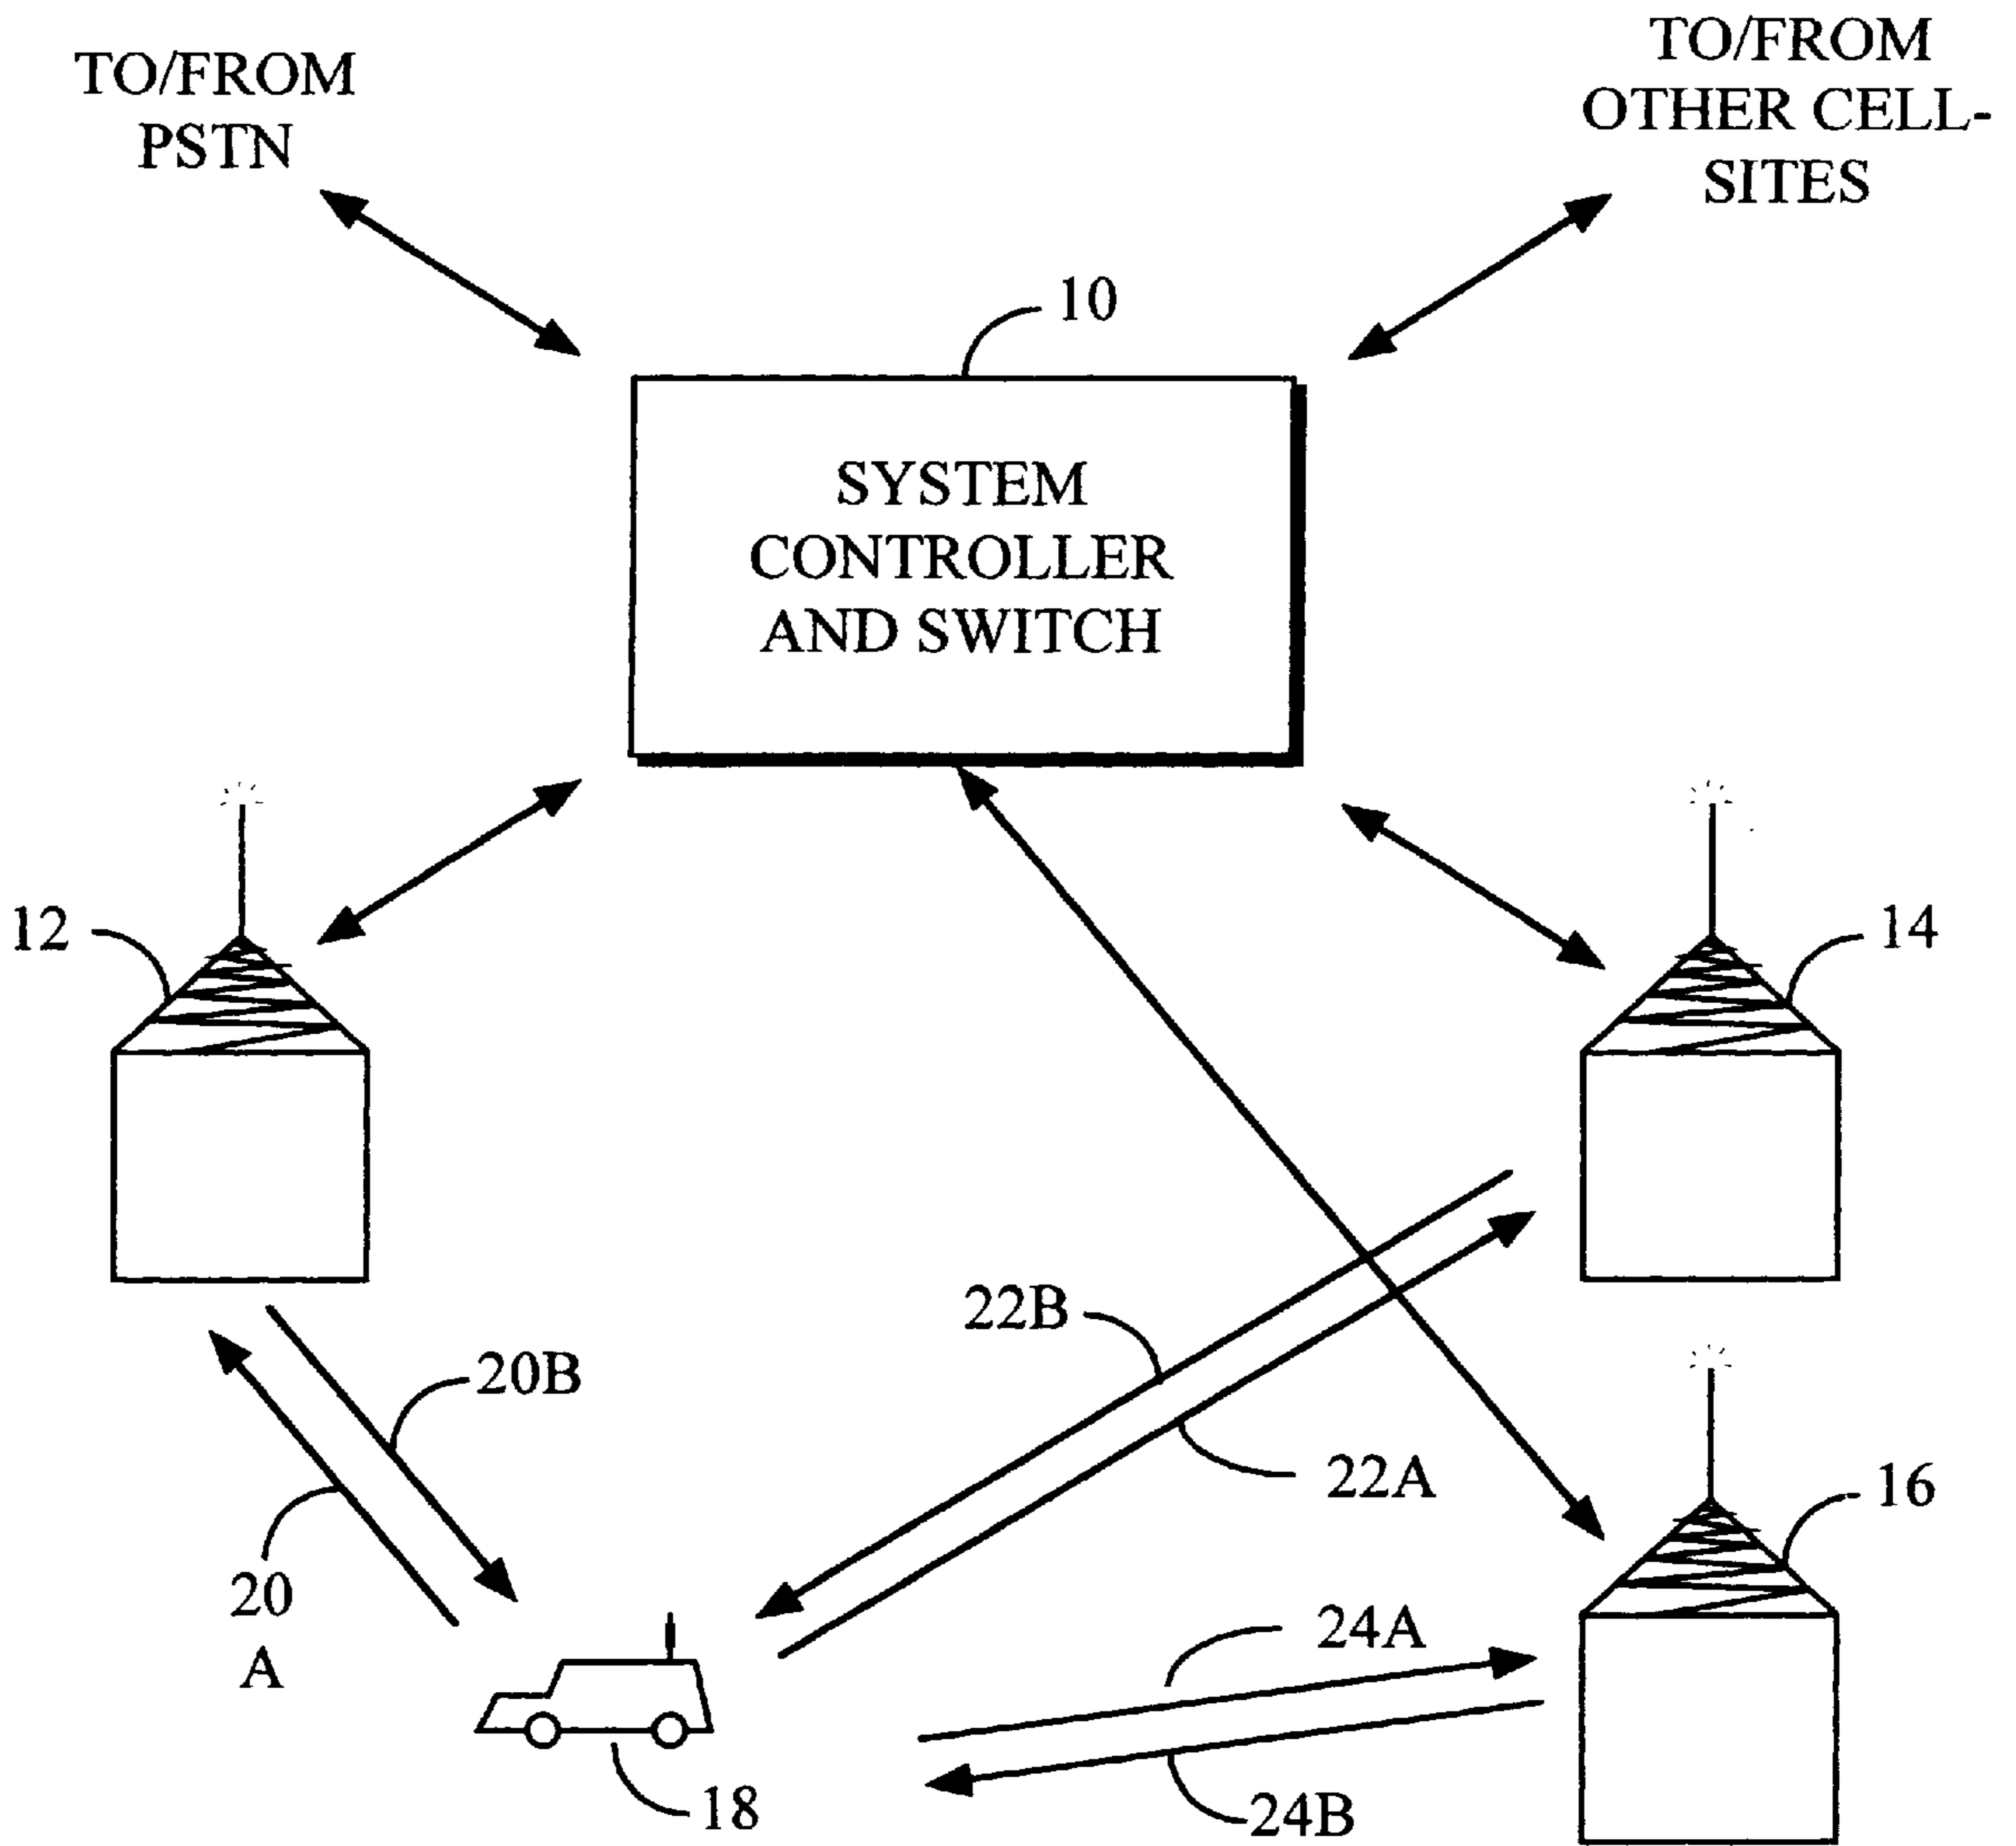 TO/FROM
PSTN
TO/FROM
OTHER CELL-
SITES
10
SYSTEM
CONTROLLER
AND SWITCH
12
14
22B
20B
22A
16
20
A
24A
18
24B